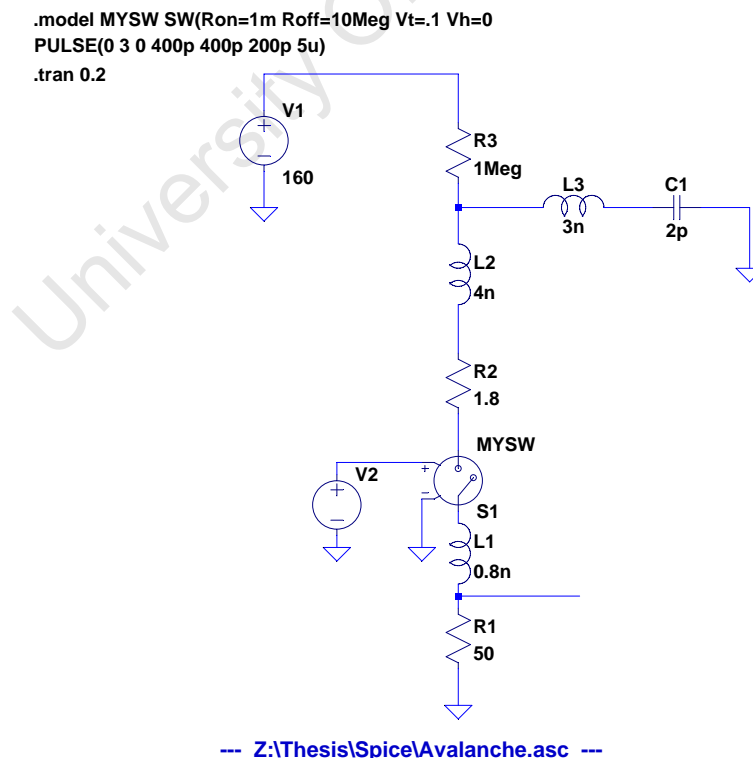 .model MYSW SW(Ron=1m Roff=10Meg Vt=.1 Vh=0
PULSE(0 3 0 400p 400p 200p 5u)
.tran 0.2
V1
+
−
160
R3
1Meg
L3
3n
C1
2p
L2
4n
R2
1.8
MYSW
V2
+
−
+
−
S1
L1
0.8n
R1
50
University O
--- Z:\Thesis\Spice\Avalanche.asc ---